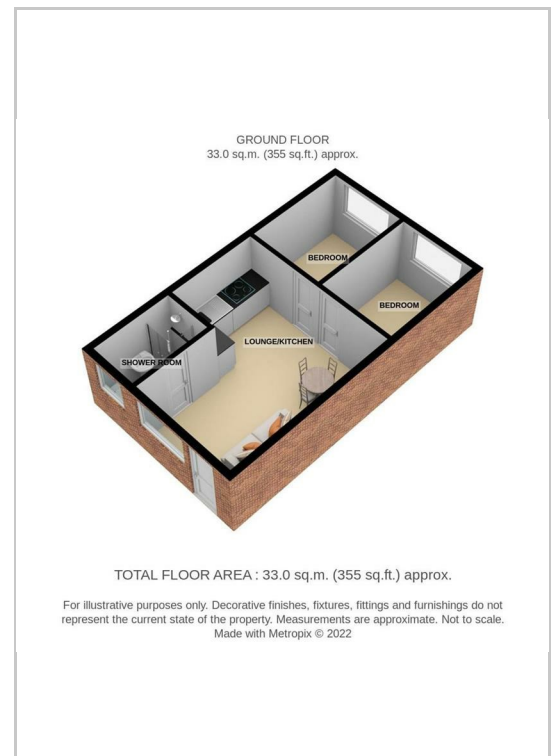 GROUND FLOOR
33.0 sq.m. (355 sq.ft.) approx.
BEDROOM
BEDROOM
LOUNGE/KITCHEN
SHOWER ROOM
TOTAL FLOOR AREA : 33.0 sq.m. (355 sq.ft.) approx.
For illustrative purposes only. Decorative finishes, fixtures, fittings and furnishings do not
represent the current state of the property. Measurements are approximate. Not to scale.
Made with Metropix © 2022